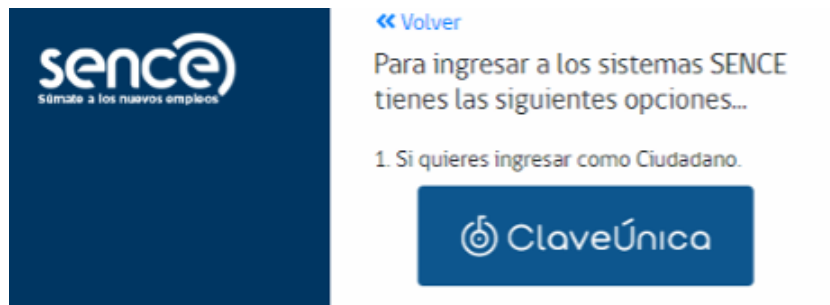 sence
Súmate a los nuevos empleos
Volver
Para ingresar a los sistemas SENCE
tienes las siguientes opciones...
1. Si quieres ingresar como Ciudadano.
ClaveÚnica